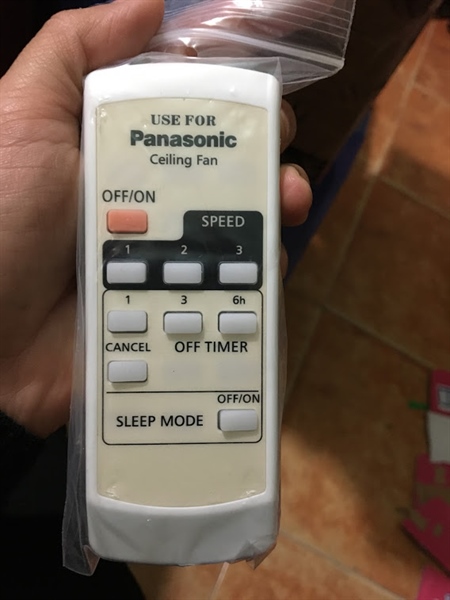 USE FOR
Panasonic
Ceiling Fan
OFF/ON
SPEED
1 2 3
1 3 6h
CANCEL OFF TIMER
OFF/ON
SLEEP MODE